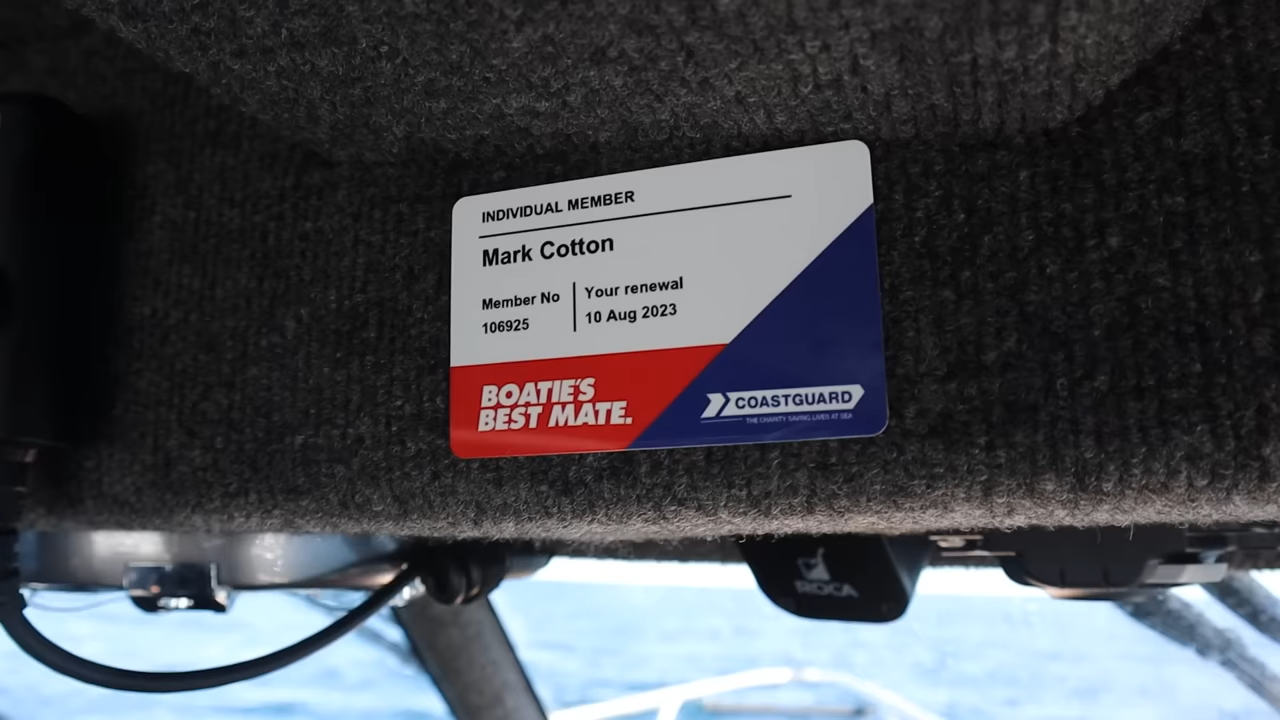 INDIVIDUAL MEMBER
Mark Cotton
Member No
106925
Your renewal
10 Aug 2023
BOATIE'S
BEST MATE.
COASTGUARD
THE CHARITY SAVING LIVES AT SEA
ROCA